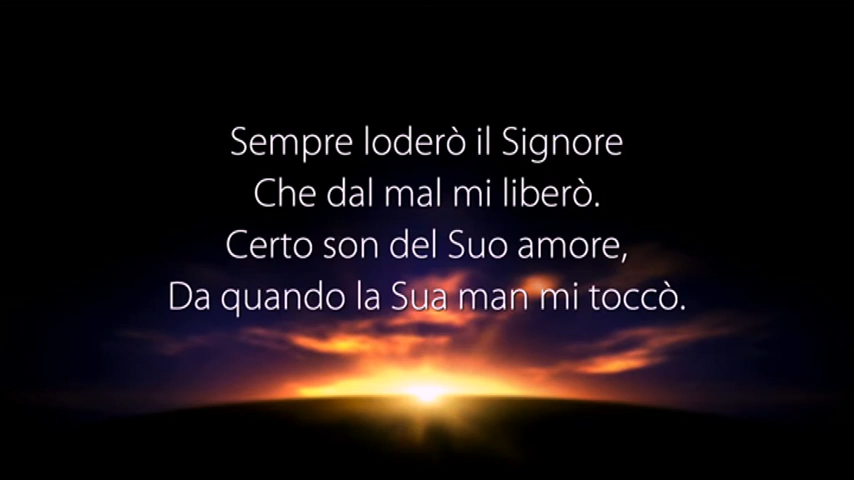 Sempre loderò il Signore
Che dal mal mi liberò.
Certo son del Suo amore,
Da quando la Sua man mi toccò.